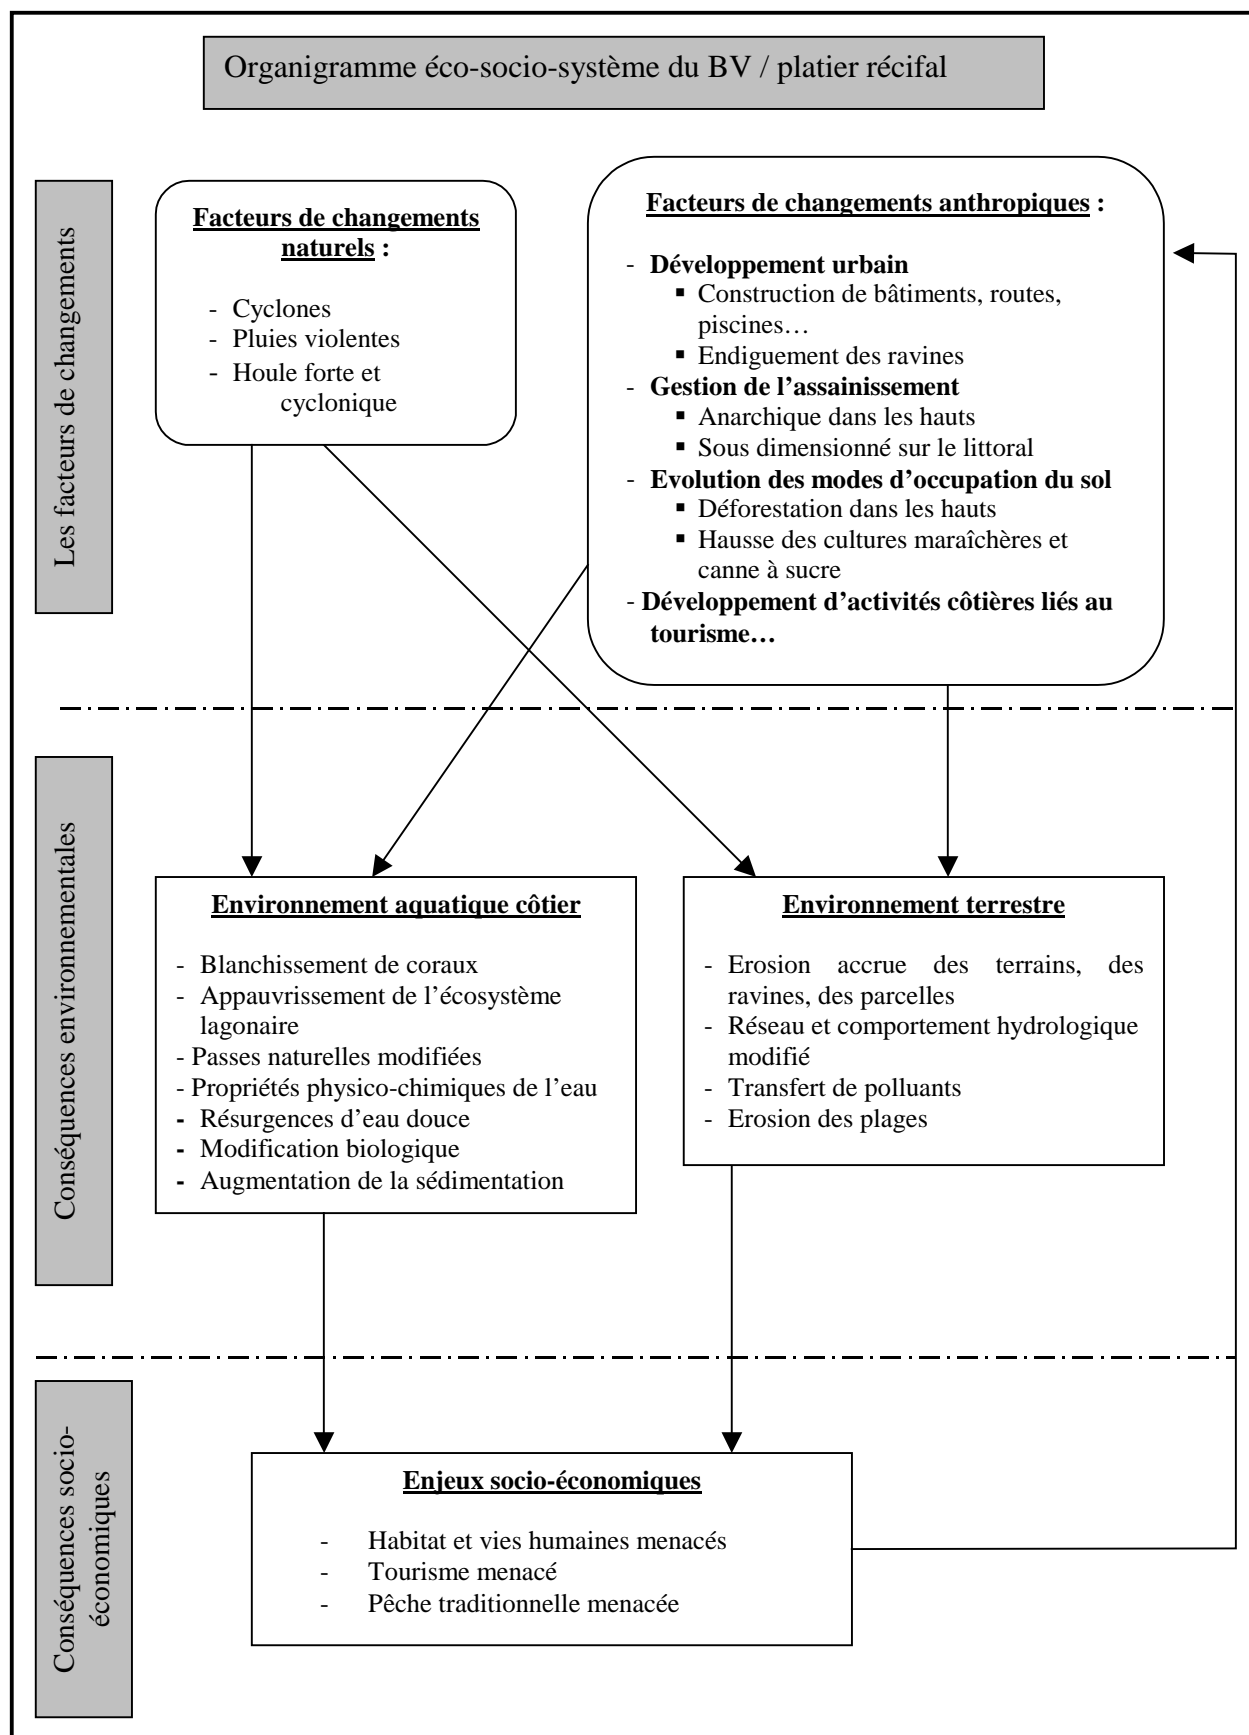 Organigramme éco-socio-système du BV / platier récifal
Les facteurs de changements
Facteurs de changements
naturels :
- Cyclones
- Pluies violentes
- Houle forte et
cyclonique
Facteurs de changements anthropiques :
- Développement urbain
▪ Construction de bâtiments, routes,
piscines…
▪ Endiguement des ravines
- Gestion de l’assainissement
▪ Anarchique dans les hauts
▪ Sous dimensionné sur le littoral
- Evolution des modes d’occupation du sol
▪ Déforestation dans les hauts
▪ Hausse des cultures maraîchères et
canne à sucre
- Développement d’activités côtières liés au
tourisme…
Conséquences environnementales
Environnement aquatique côtier
- Blanchissement de coraux
- Appauvrissement de l’écosystème
lagonaire
- Passes naturelles modifiées
- Propriétés physico-chimiques de l’eau
- Résurgences d’eau douce
- Modification biologique
- Augmentation de la sédimentation
Environnement terrestre
- Erosion accrue des terrains, des
ravines, des parcelles
- Réseau et comportement hydrologique
modifié
- Transfert de polluants
- Erosion des plages
Conséquences socio-
économiques
Enjeux socio-économiques
- Habitat et vies humaines menacés
- Tourisme menacé
- Pêche traditionnelle menacée